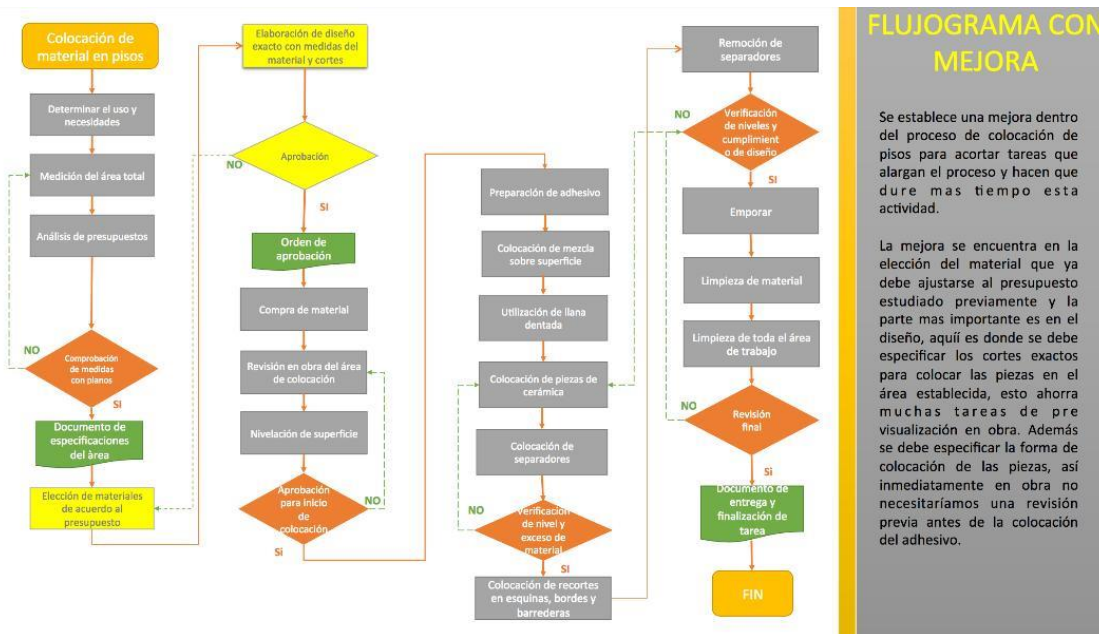 Colocación de
material en pisos
Determinar el uso y
necesidades
Medición del área total
Análisis de presupuestos
NO
Comprobación
de medidas
con planos
SI
Documento de
especificaciones
del àrea
Elección de materiales
de acuerdo al
presupuesto
Elaboración de diseño
exacto con medidas del
material y cortes
Aprobación
NO
SI
Orden de
aprobación
Compra de material
Revisión en obra del área
de colocación
Nivelación de superficie
Aprobación
para inicio
de
colocación
NO
Si
Preparación de adhesivo
Colocación de mezcla
sobre superficie
Utilización de llana
dentada
Colocación de piezas de
cerámica
Colocación de
separadores
NO
Verificación
de nivel y
exceso de
material
SI
Colocación de recortes
en esquinas, bordes y
barrederas
Remoción de
separadores
NO
Verificación
de niveles y
cumplimient
o de diseño
SI
Emporar
Limpieza de material
Limpieza de toda el área
de trabajo
NO
Revisión
final
Si
Documento de
entrega y
finalización de
tarea
FIN
FLUJOGRAMA CON
MEJORA
Se establece una mejora dentro
del proceso de colocación de
pisos para acortar tareas que
alargan el proceso y hacen que
dure mas tiempo esta
actividad.
La mejora se encuentra en la
elección del material que ya
debe ajustarse al presupuesto
estudiado previamente y la
parte mas importante es en el
diseño, aquíí es donde se debe
especificar los cortes exactos
para colocar las piezas en el
área establecida, esto ahorra
muchas tareas de pre
visualización en obra. Además
se debe especificar la forma de
colocación de las piezas, así
inmediatamente en obra no
necesitaríamos una revisión
previa antes de la colocación
del adhesivo.